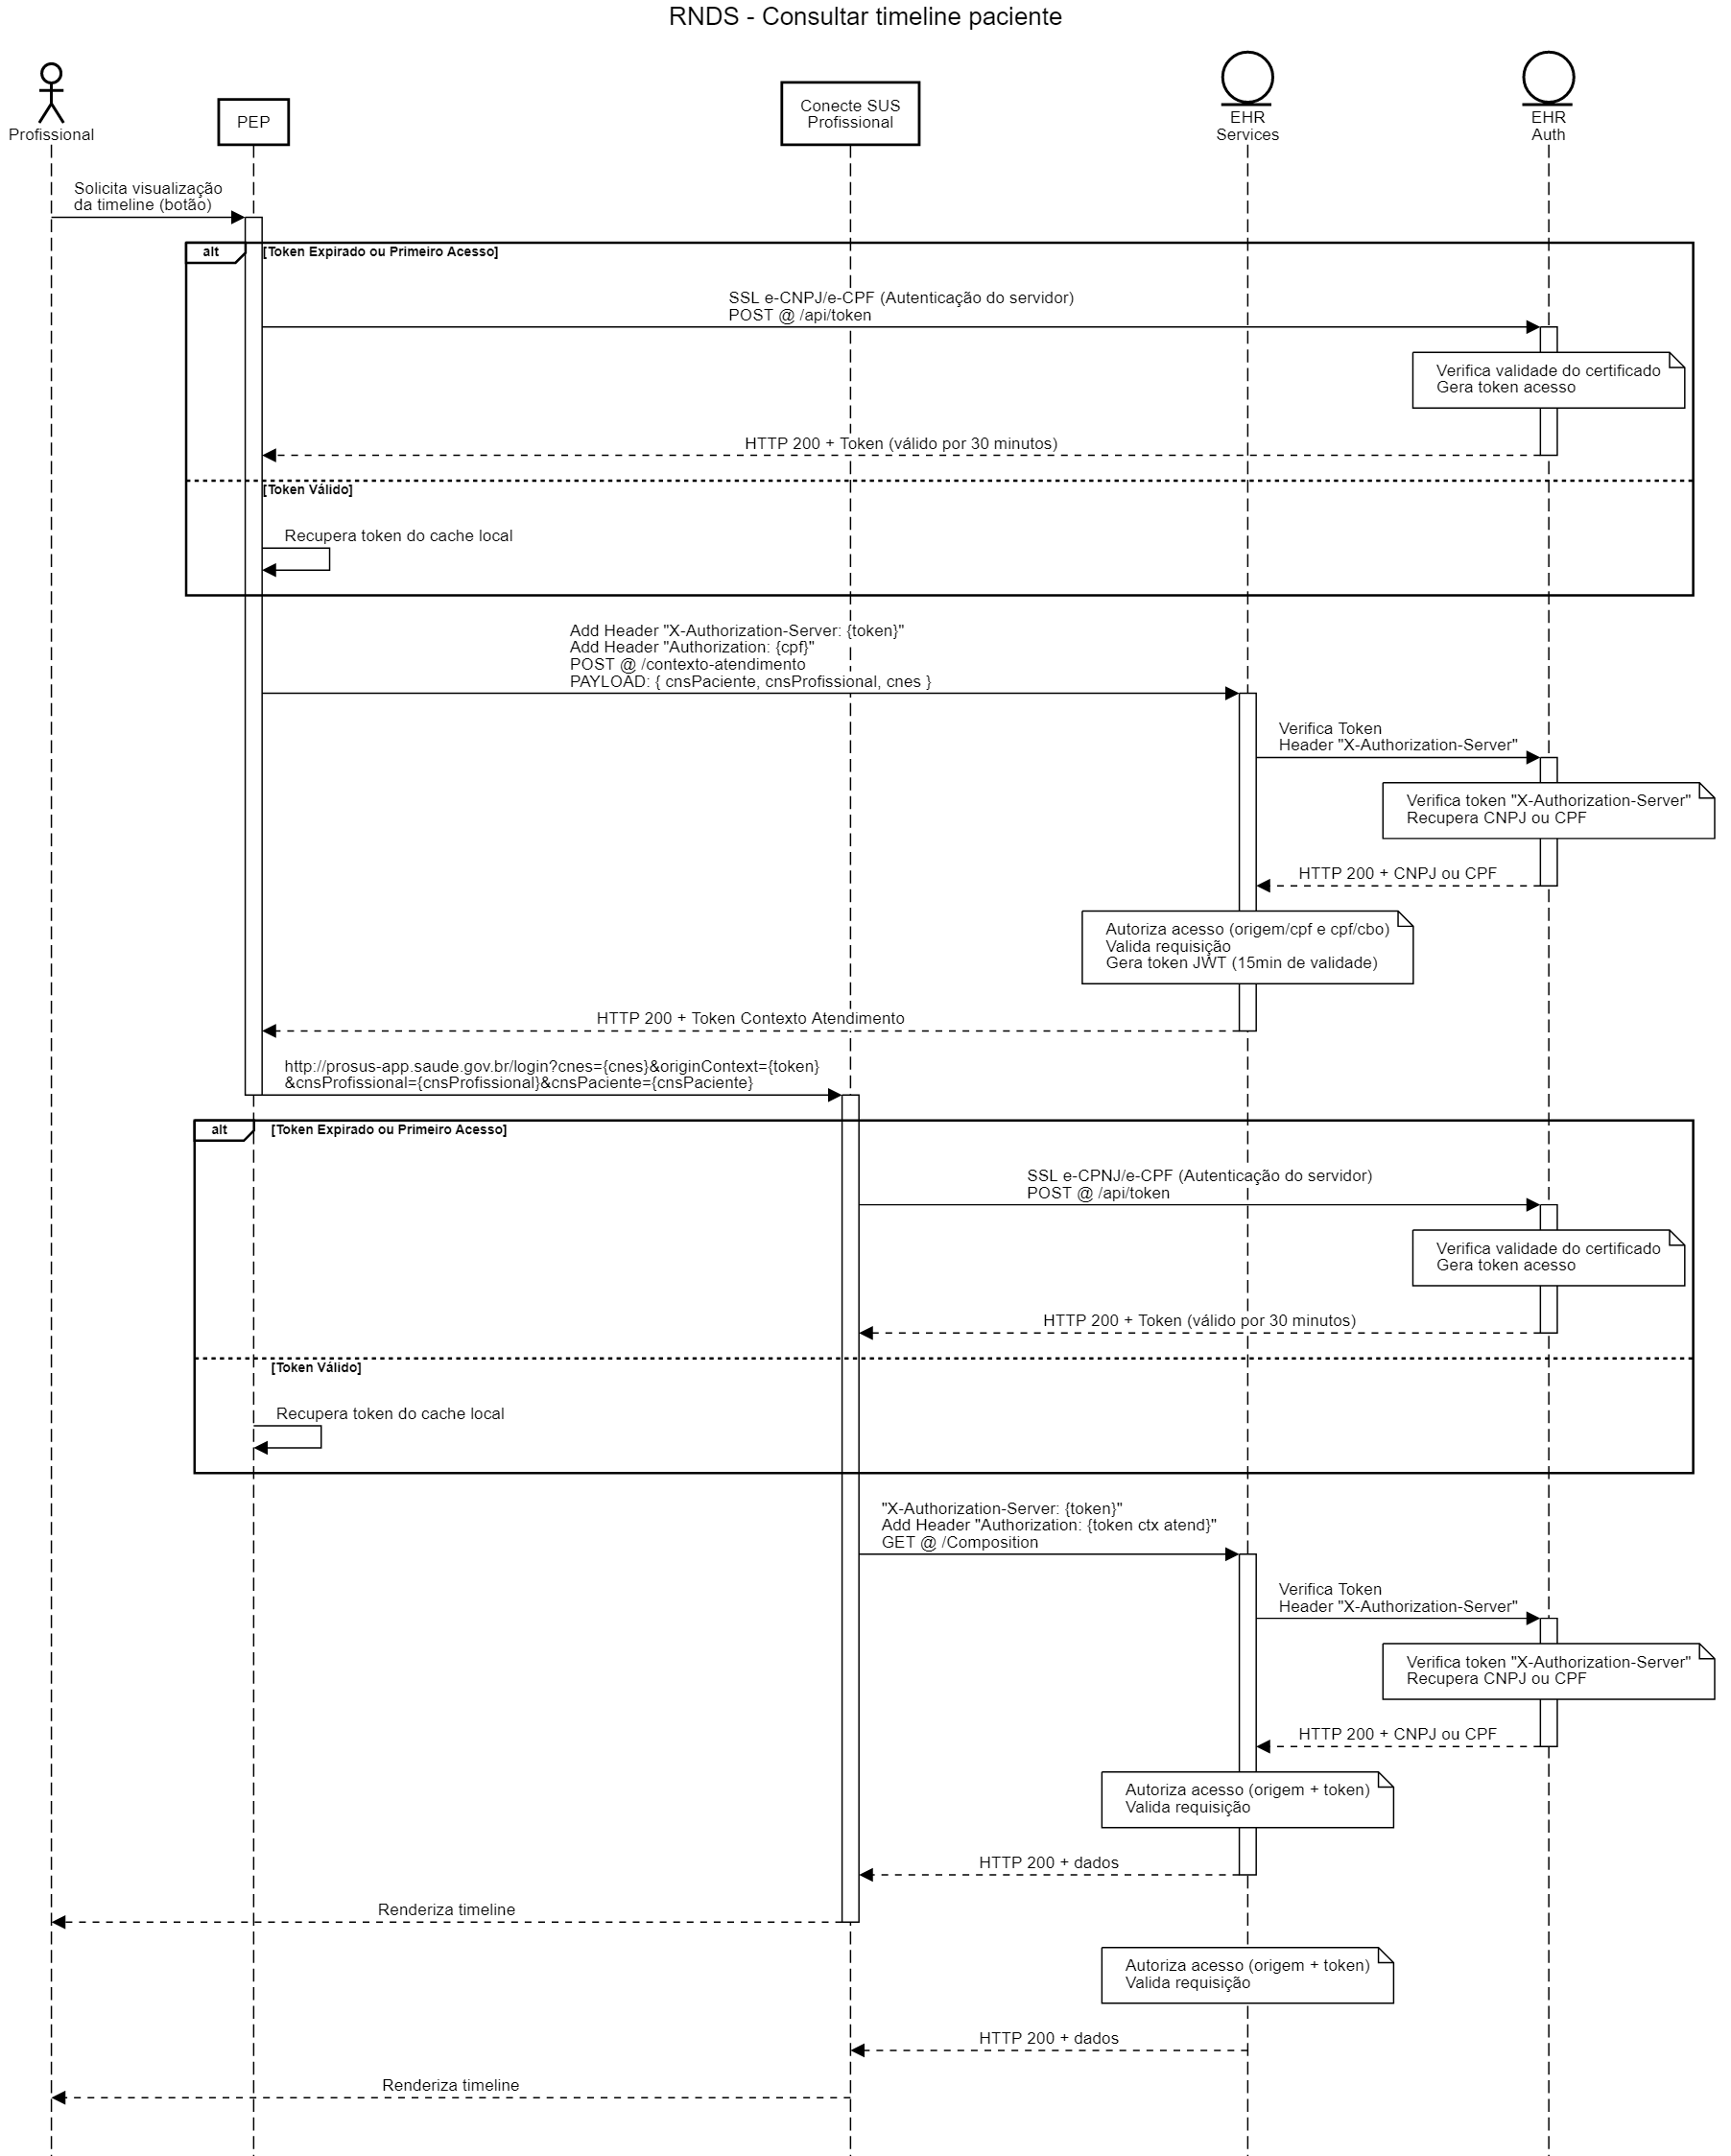 RNDS - Consultar timeline paciente
Profissional
PEP
Conecte SUS
Profissional
EHR
Services
EHR
Auth
Solicita visualização
da timeline (botão)
alt
[Token Expirado ou Primeiro Acesso]
SSL e-CNPJ/e-CPF (Autenticação do servidor)
POST @ /api/token
Verifica validade do certificado
Gera token acesso
HTTP 200 + Token (válido por 30 minutos)
[Token Válido]
Recupera token do cache local
Add Header "X-Authorization-Server: {token}"
Add Header "Authorization: {cpf}"
POST @ /contexto-atendimento
PAYLOAD: { cnsPaciente, cnsProfissional, cnes }
Verifica Token
Header "X-Authorization-Server"
Verifica token "X-Authorization-Server"
Recupera CNPJ ou CPF
HTTP 200 + CNPJ ou CPF
Autoriza acesso (origem/cpf e cpf/cbo)
Valida requisição
Gera token JWT (15min de validade)
HTTP 200 + Token Contexto Atendimento
http://prosus-app.saude.gov.br/login?cnes={cnes}&originContext={token}
&cnsProfissional={cnsProfissional}&cnsPaciente={cnsPaciente}
alt
[Token Expirado ou Primeiro Acesso]
SSL e-CPNJ/e-CPF (Autenticação do servidor)
POST @ /api/token
Verifica validade do certificado
Gera token acesso
HTTP 200 + Token (válido por 30 minutos)
[Token Válido]
Recupera token do cache local
"X-Authorization-Server: {token}"
Add Header "Authorization: {token ctx atend}"
GET @ /Composition
Verifica Token
Header "X-Authorization-Server"
Verifica token "X-Authorization-Server"
Recupera CNPJ ou CPF
HTTP 200 + CNPJ ou CPF
Autoriza acesso (origem + token)
Valida requisição
HTTP 200 + dados
Renderiza timeline
Autoriza acesso (origem + token)
Valida requisição
HTTP 200 + dados
Renderiza timeline